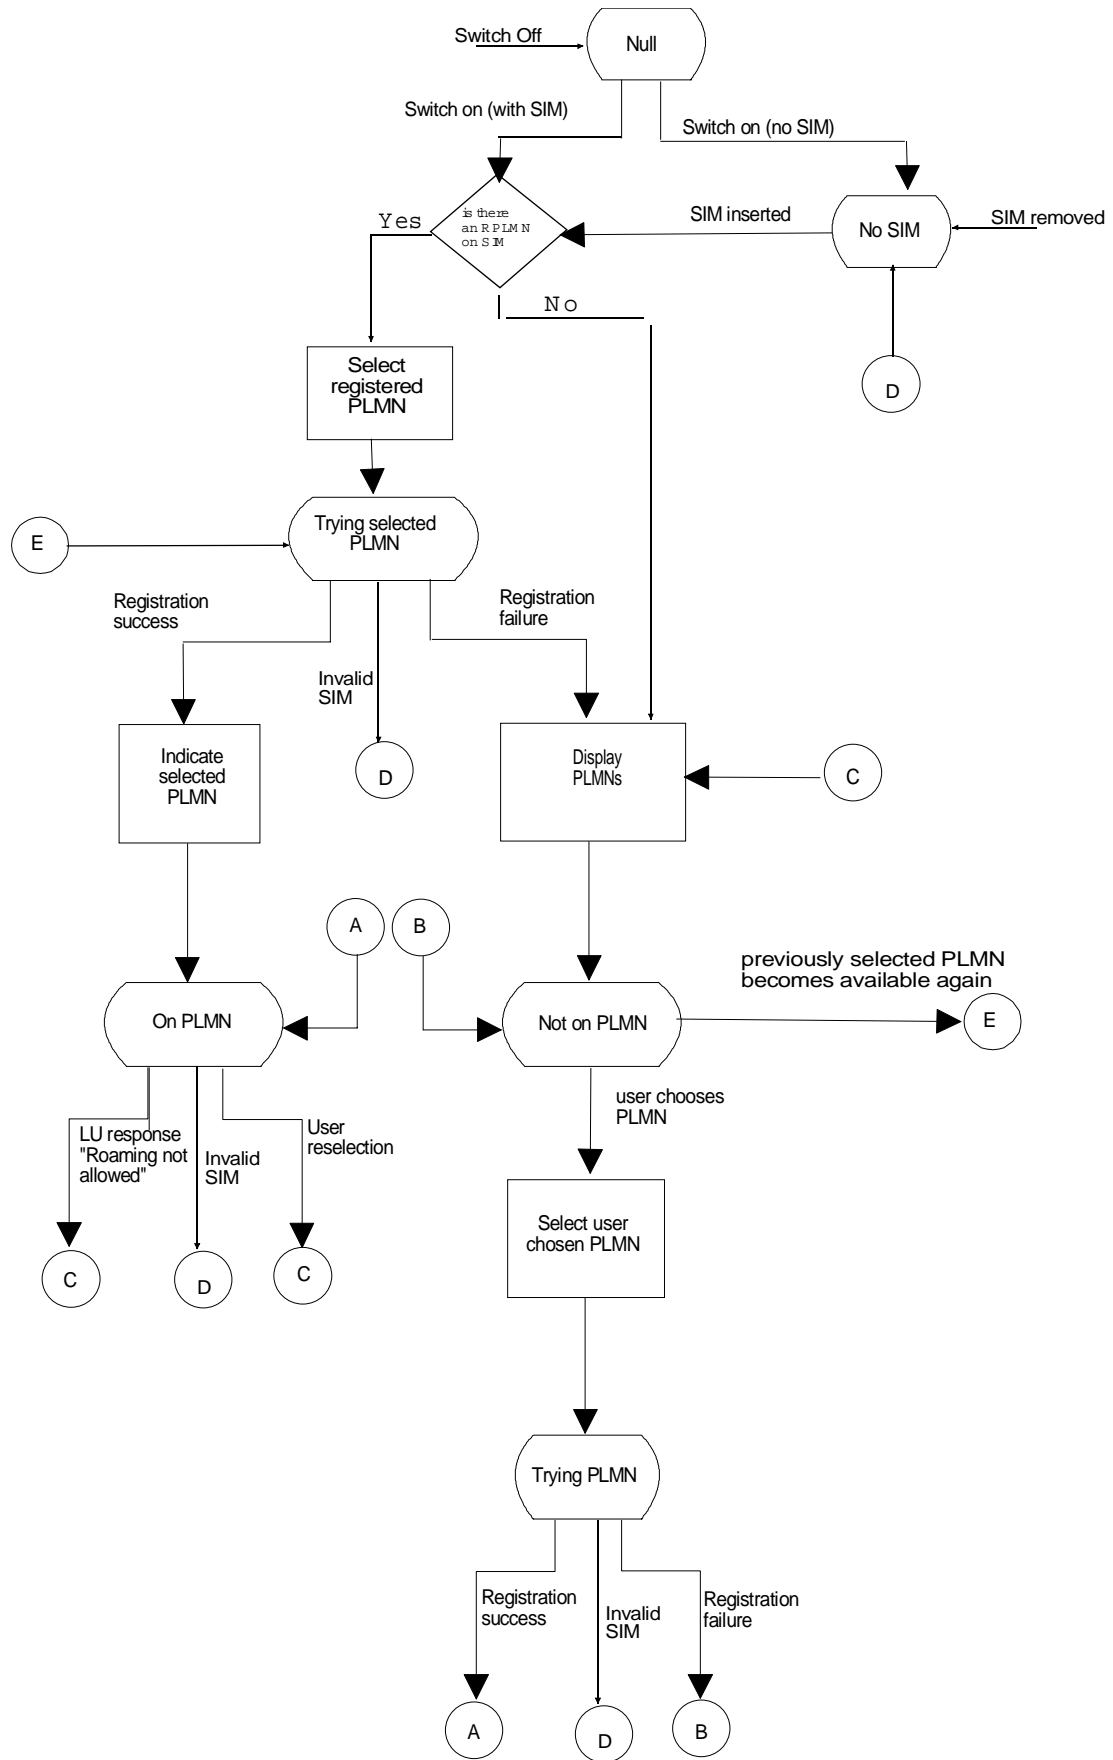 Switch Off
Null
Switch on (with SIM)
Switch on (no SIM)
Yes
is there
an RPLMN
on SIM
SIM inserted
No SIM
SIM removed
No
Select
registered
PLMN
D
Trying selected
PLMN
E
Registration
success
Invalid
SIM
Registration
failure
Indicate
selected
PLMN
D
Display
PLMNs
C
A
B
previously selected PLMN
becomes available again
On PLMN
Not on PLMN
E
LU response
"Roaming not
allowed"
Invalid
SIM
User
reselection
user chooses
PLMN
C
D
C
Select user
chosen PLMN
Trying PLMN
Registration
success
Invalid
SIM
Registration
failure
A
D
B